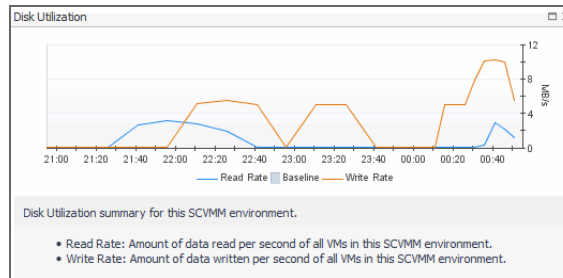 Disk Utilization
12
8
4
0
MB/s
21:00 21:20 21:40 22:00 22:20 22:40 23:00 23:20 23:40 00:00 00:20 00:40
Read Rate Baseline Write Rate
Disk Utilization summary for this SCVMM environment.
• Read Rate: Amount of data read per second of all VMs in this SCVMM environment.
• Write Rate: Amount of data written per second of all VMs in this SCVMM environment.